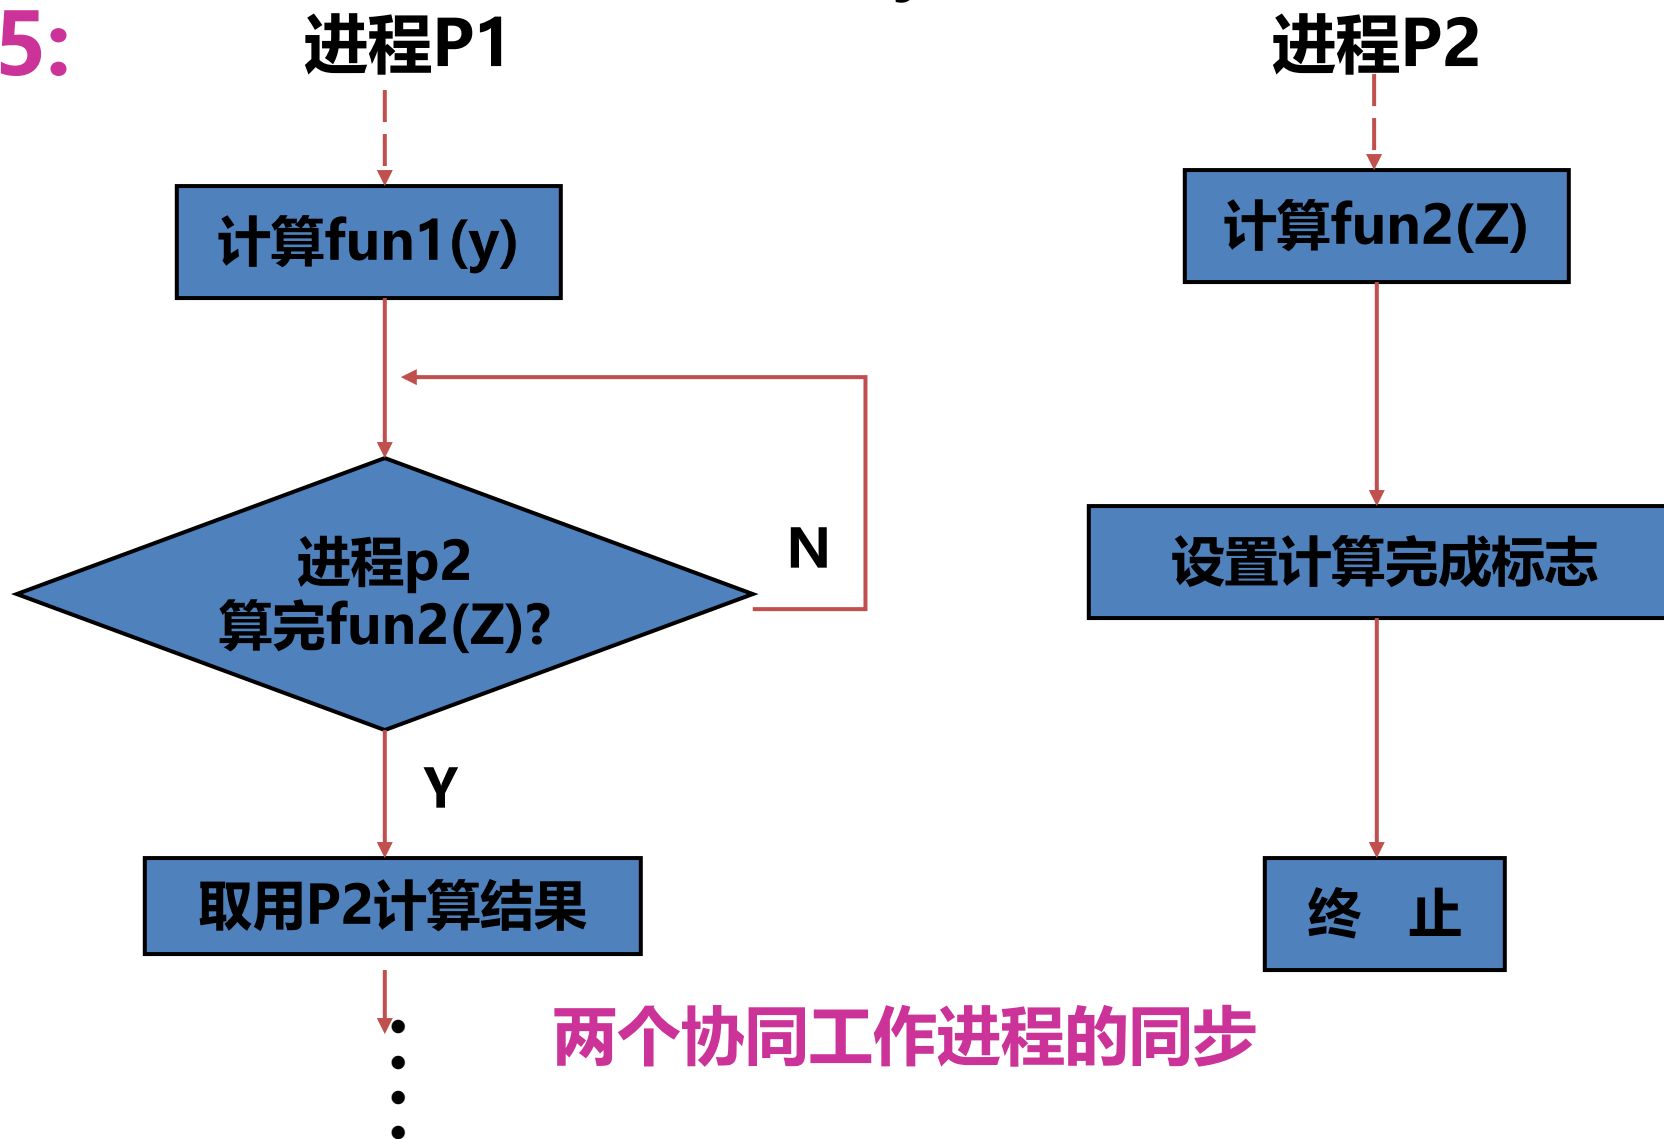 5:
进程P1
进程P2
计算fun1(y)
计算fun2(Z)
进程p2
算完fun2(Z)?
N
设置计算完成标志
Y
取用P2计算结果
终 止
两个协同工作进程的同步